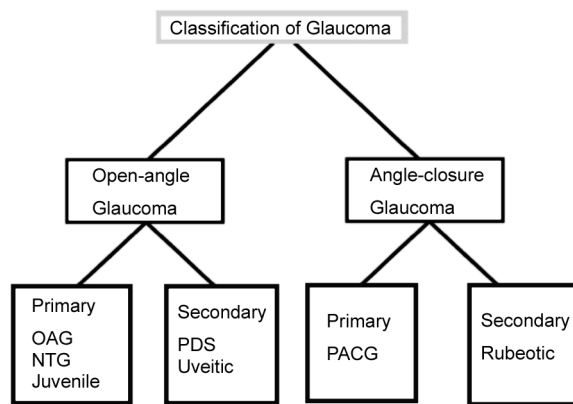 Classification of Glaucoma
Open-angle
Glaucoma
Angle-closure
Glaucoma
Primary
OAG
NTG
Juvenile
Secondary
PDS
Uveitic
Primary
PACG
Secondary
Rubeotic